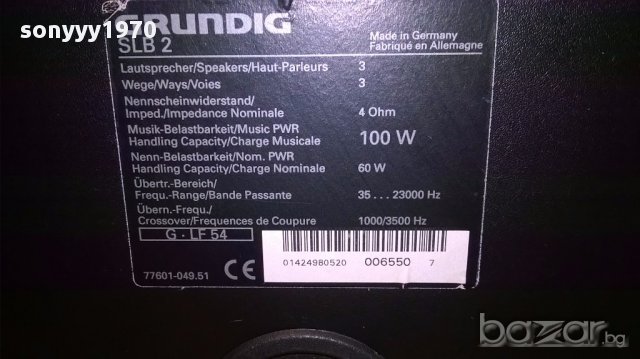 sonyyy1970
GRUNDIG
SLB 2
Made in Germany
Fabriqué en Allemagne
Lautsprecher/Speakers/Haut-Parleurs 3
Wege/Ways/Voies 3
Nennscheinwiderstand/
Imped./Impedance Nominale 4 Ohm
Musik-Belastbarkeit/Music PWR
Handling Capacity/Charge Musicale 100 W
Nenn-Belastbarkeit/Nom. PWR
Handling Capacity/Charge Nominale 60 W
Übertr.-Bereich/
Frequ.-Range/Bande Passante 35 ... 23000 Hz
Übern.-Frequ./
Crossover/Frequences de Coupure 1000/3500 Hz
G · LF 54
77601-049.51 CE
01424980520 006550 7
bazar.bg